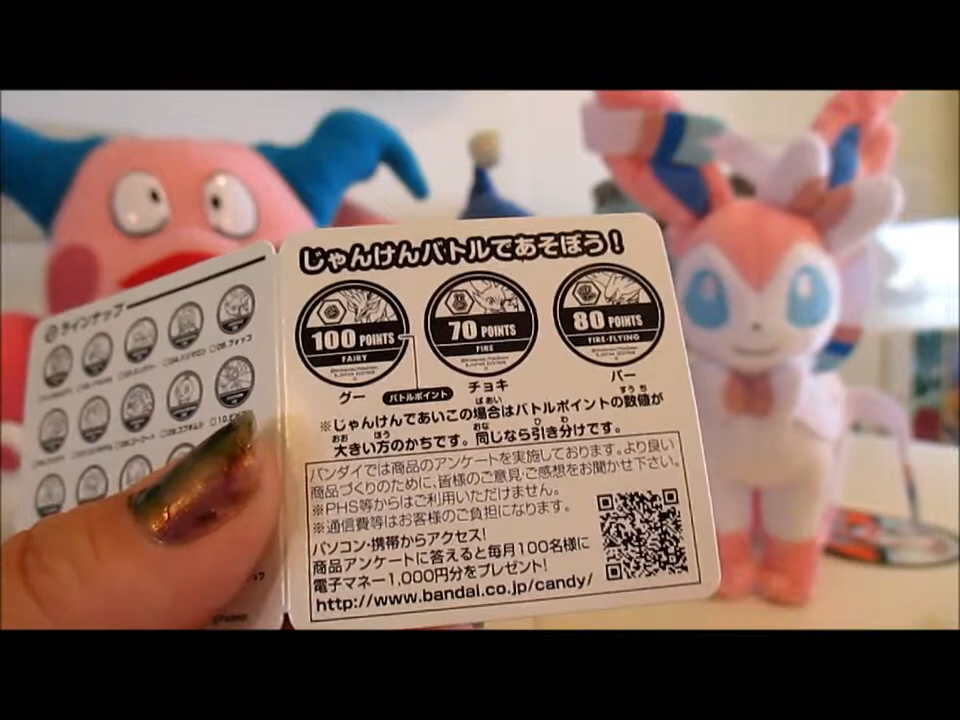 ラインナップ
じゃんけんバトルであそぼう!
100 POINTS
FAIRY
70 POINTS
FIRE
80 POINTS
FIRE・FLYING
グー
バトルポイント
チョキ
パー
※じゃんけんであいこの場合はバトルポイントの数値が
大きい方のかちです。同じなら引き分けです。
バンダイでは商品のアンケートを実施しております。より良い
商品づくりのために、皆様のご意見・ご感想をお聞かせ下さい。
※PHS等からはご利用いただけません。
※通信費等はお客様のご負担になります。
パソコン・携帯からアクセス!
商品アンケートに答えると毎月100名様に
電子マネー1,000円分をプレゼント!
http://www.bandai.co.jp/candy/